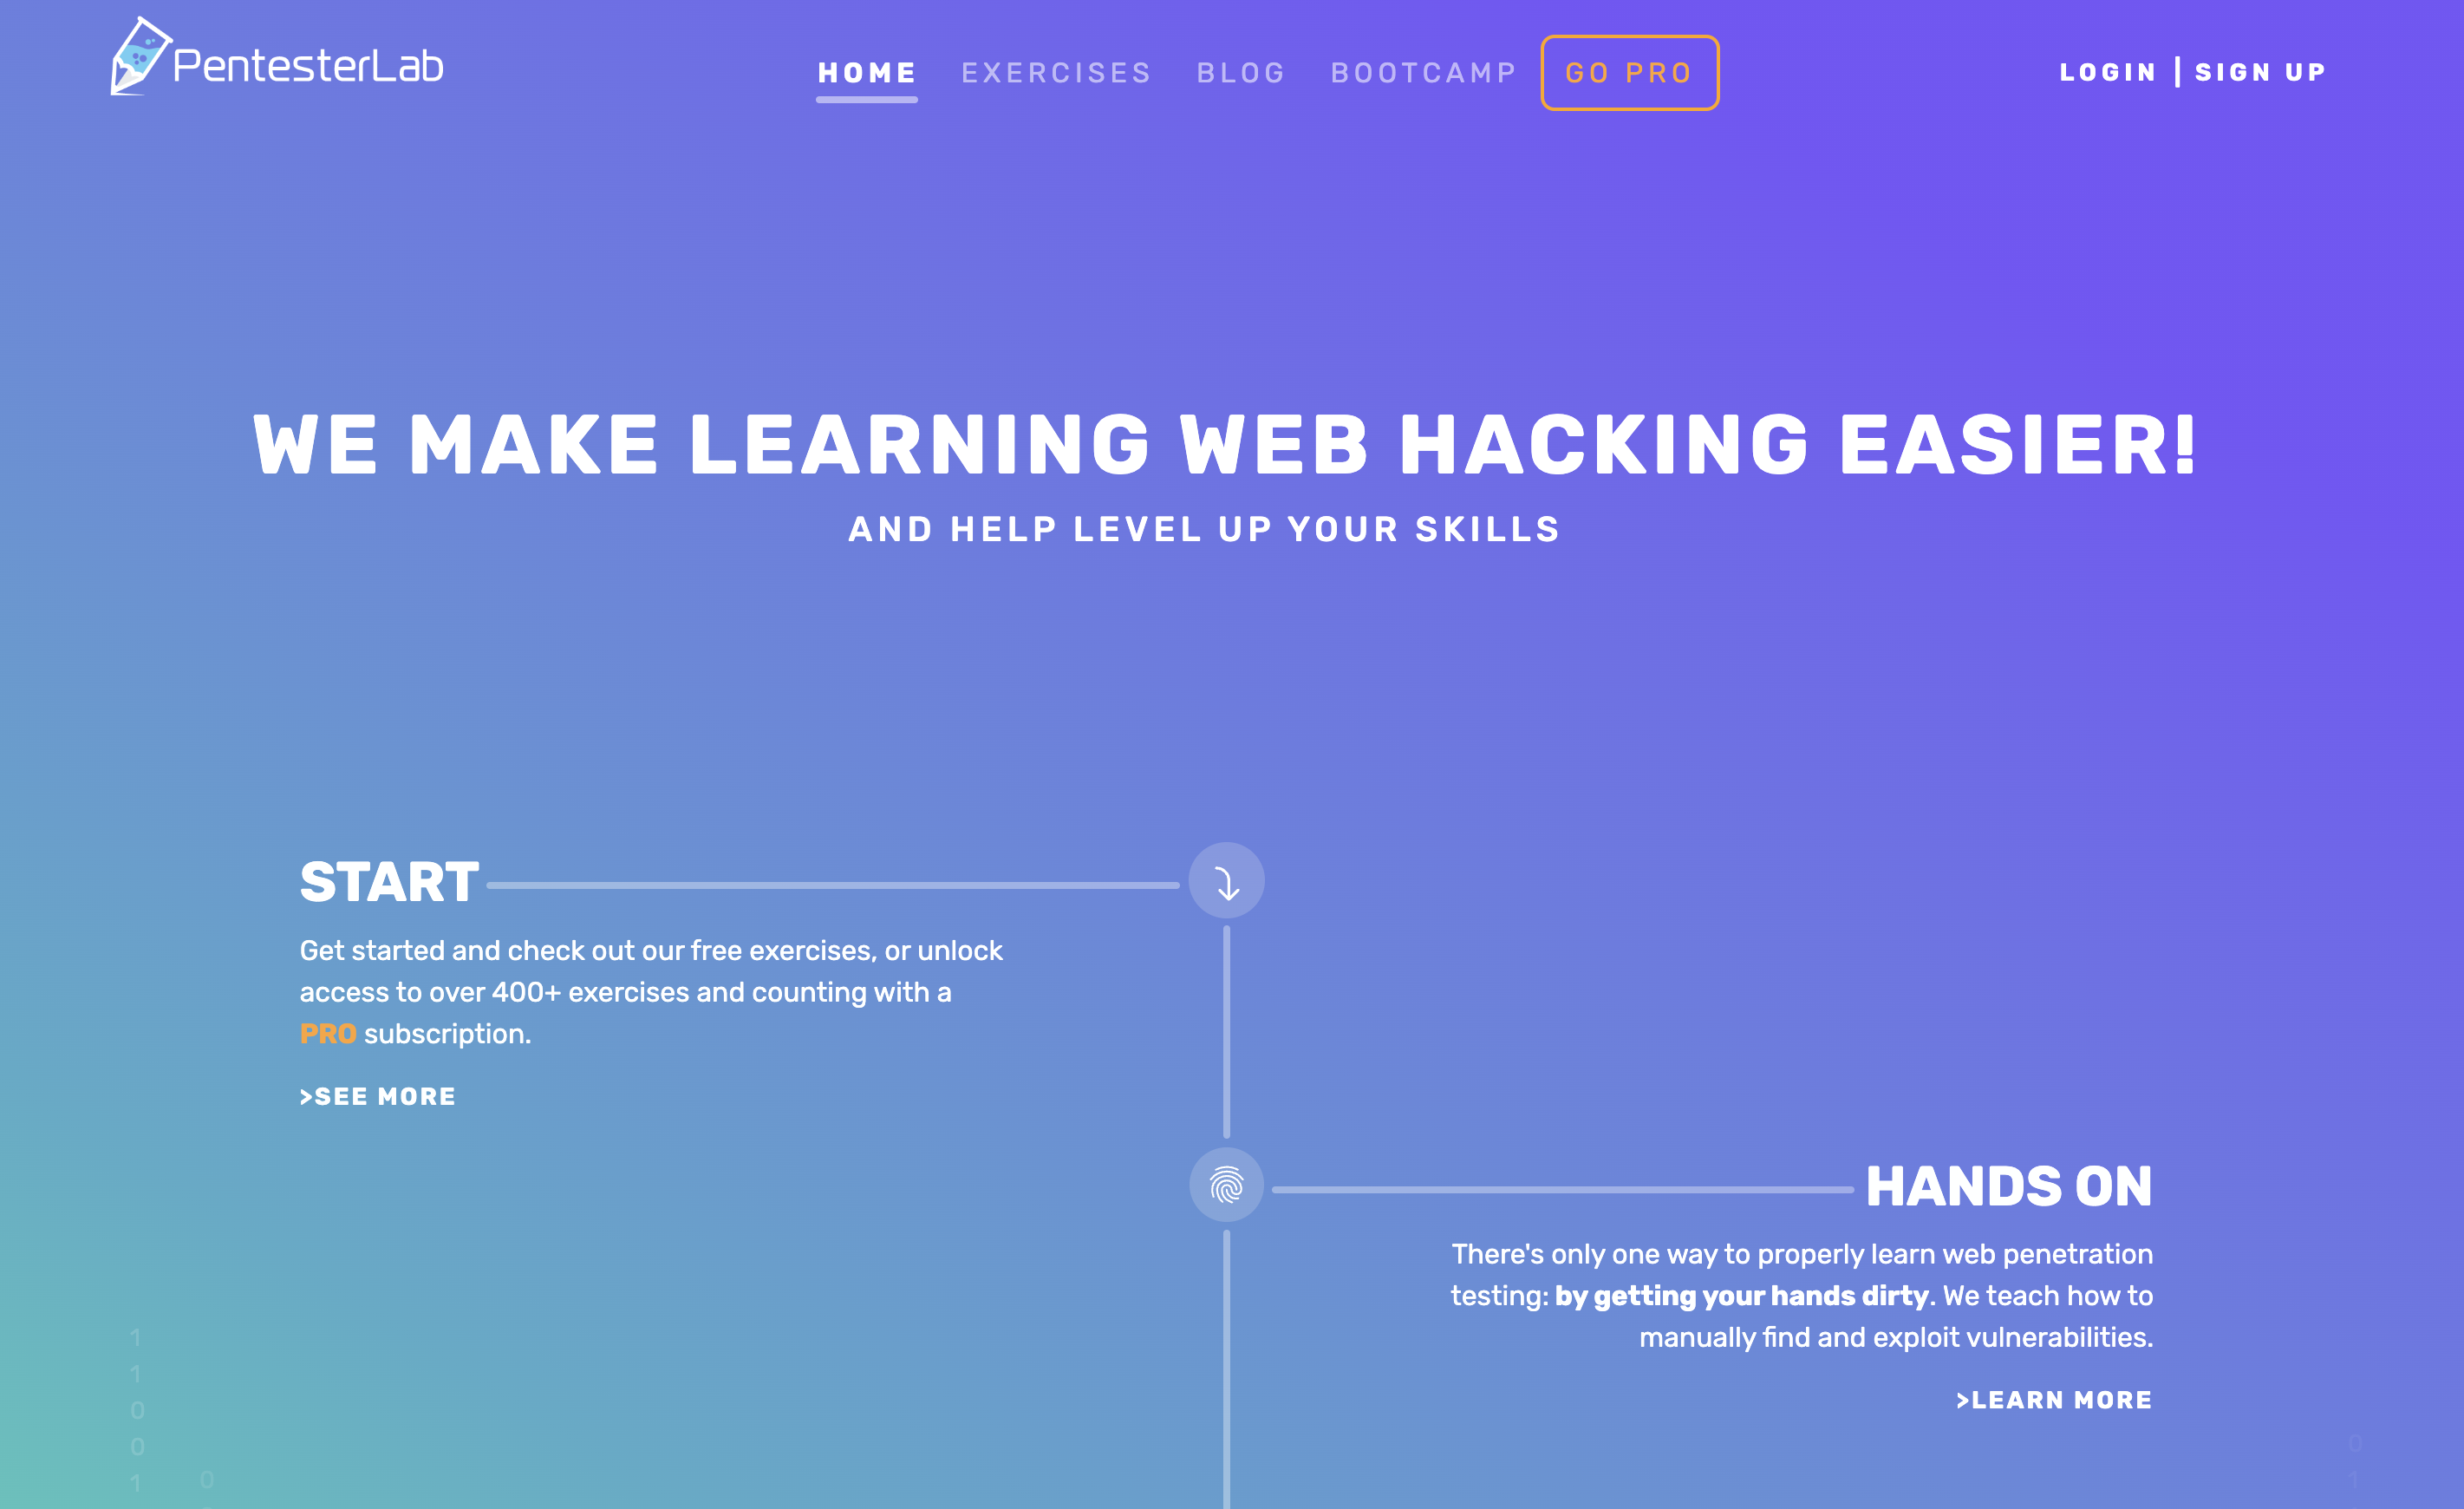 PentesterLab
HOME EXERCISES BLOG BOOTCAMP GO PRO
LOGIN | SIGN UP
WE MAKE LEARNING WEB HACKING EASIER!
AND HELP LEVEL UP YOUR SKILLS
START
Get started and check out our free exercises, or unlock
access to over 400+ exercises and counting with a
PRO subscription.
>SEE MORE
HANDS ON
There's only one way to properly learn web penetration
testing: by getting your hands dirty. We teach how to
manually find and exploit vulnerabilities.
>LEARN MORE
1
1
0
0
1
0
0
1